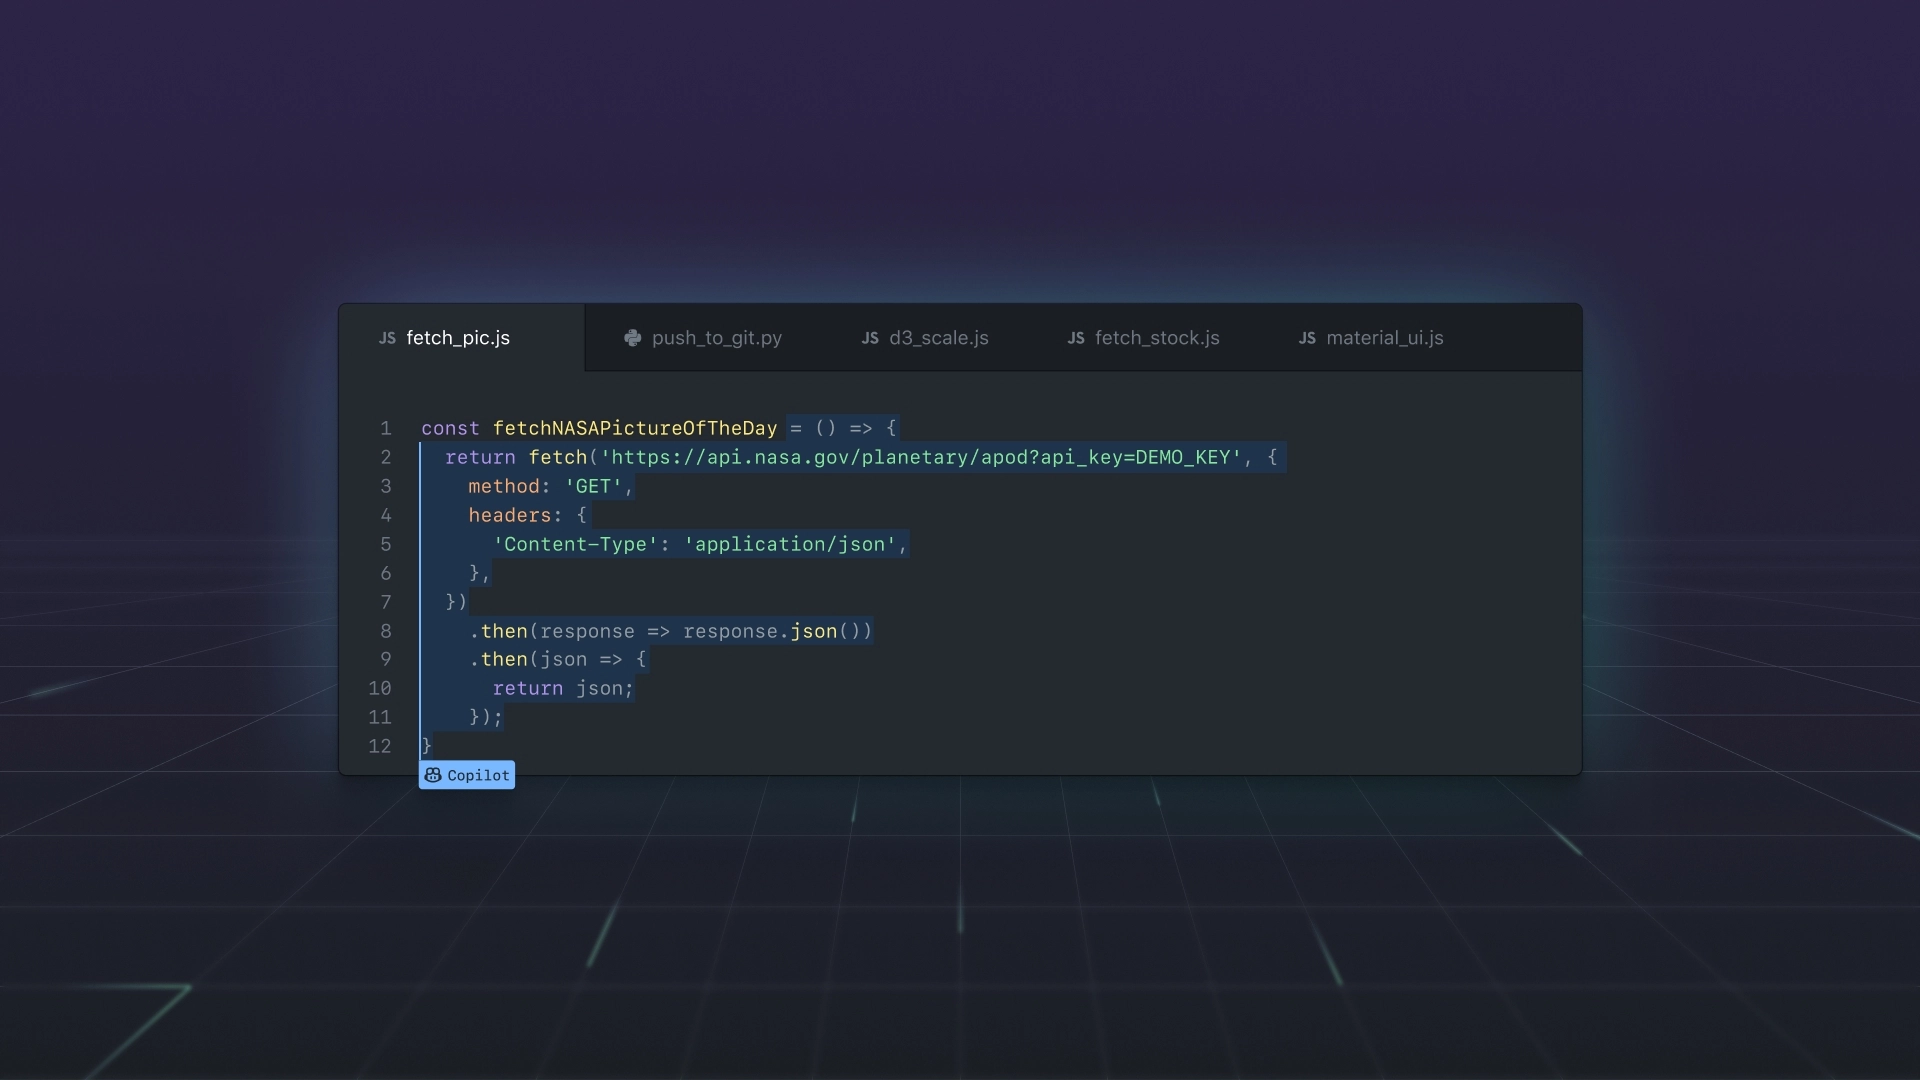 JS fetch_pic.js push_to_git.py JS d3_scale.js JS fetch_stock.js JS material_ui.js
1 const fetchNASAPictureOfTheDay = () => {
2   return fetch('https://api.nasa.gov/planetary/apod?api_key=DEMO_KEY', {
3     method: 'GET',
4     headers: {
5       'Content-Type': 'application/json',
6     },
7   })
8     .then(response => response.json())
9     .then(json => {
10       return json;
11     });
12 }
Copilot